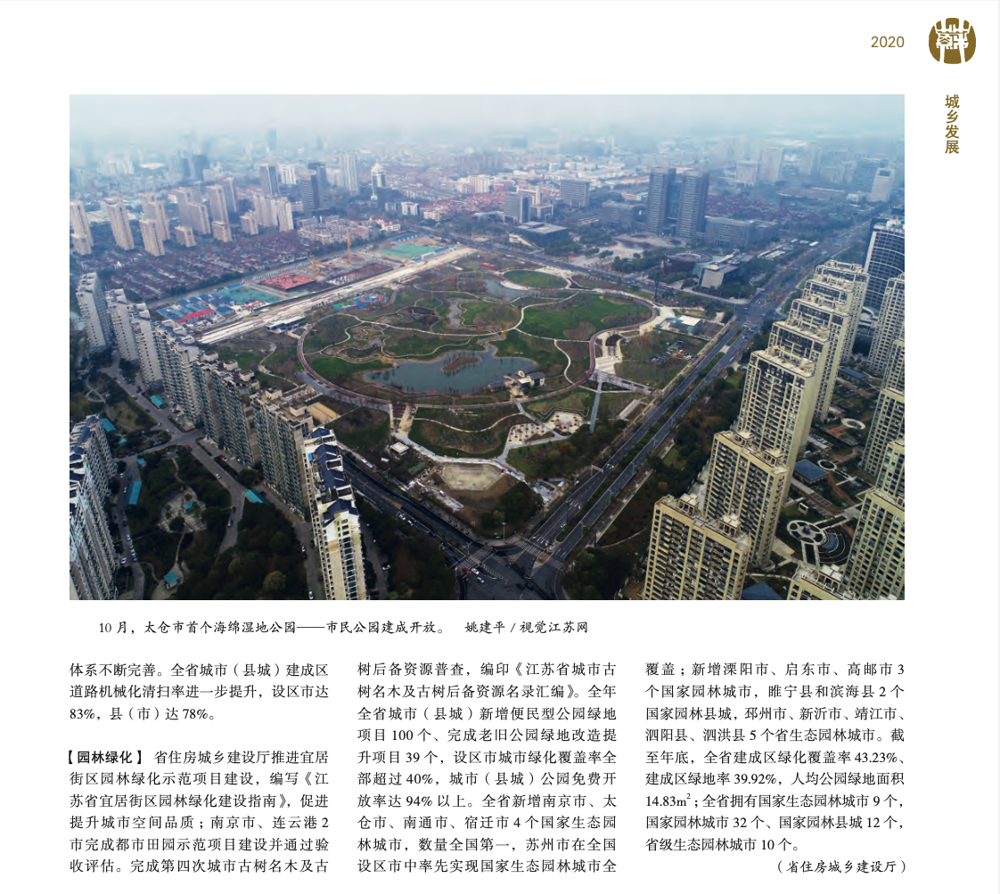 2020
城乡发展
10 月，太仓市首个海绵湿地公园——市民公园建成开放。 姚建平 / 视觉江苏网
体系不断完善。全省城市（县城）建成区
道路机械化清扫率进一步提升，设区市达
83%，县（市）达 78%。
【园林绿化】 省住房城乡建设厅推进宜居
街区园林绿化示范项目建设，编写《江
苏省宜居街区园林绿化建设指南》，促进
提升城市空间品质；南京市、连云港 2
市完成都市田园示范项目建设并通过验
收评估。完成第四次城市古树名木及古
树后备资源普查，编印《江苏省城市古
树名木及古树后备资源名录汇编》。全年
全省城市（县城）新增便民型公园绿地
项目 100 个、完成老旧公园绿地改造提
升项目 39 个，设区市城市绿化覆盖率全
部超过 40%，城市（县城）公园免费开
放率达 94% 以上。全省新增南京市、太
仓市、南通市、宿迁市 4 个国家生态园
林城市，数量全国第一，苏州市在全国
设区市中率先实现国家生态园林城市全
覆盖；新增溧阳市、启东市、高邮市 3
个国家园林城市，睢宁县和滨海县 2 个
国家园林县城，邳州市、新沂市、靖江市、
泗阳县、泗洪县 5 个省生态园林城市。截
至年底，全省建成区绿化覆盖率 43.23%、
建成区绿地率 39.92%，人均公园绿地面积
14.83m²；全省拥有国家生态园林城市 9 个，
国家园林城市 32 个、国家园林县城 12 个，
省级生态园林城市 10 个。
（省住房城乡建设厅）